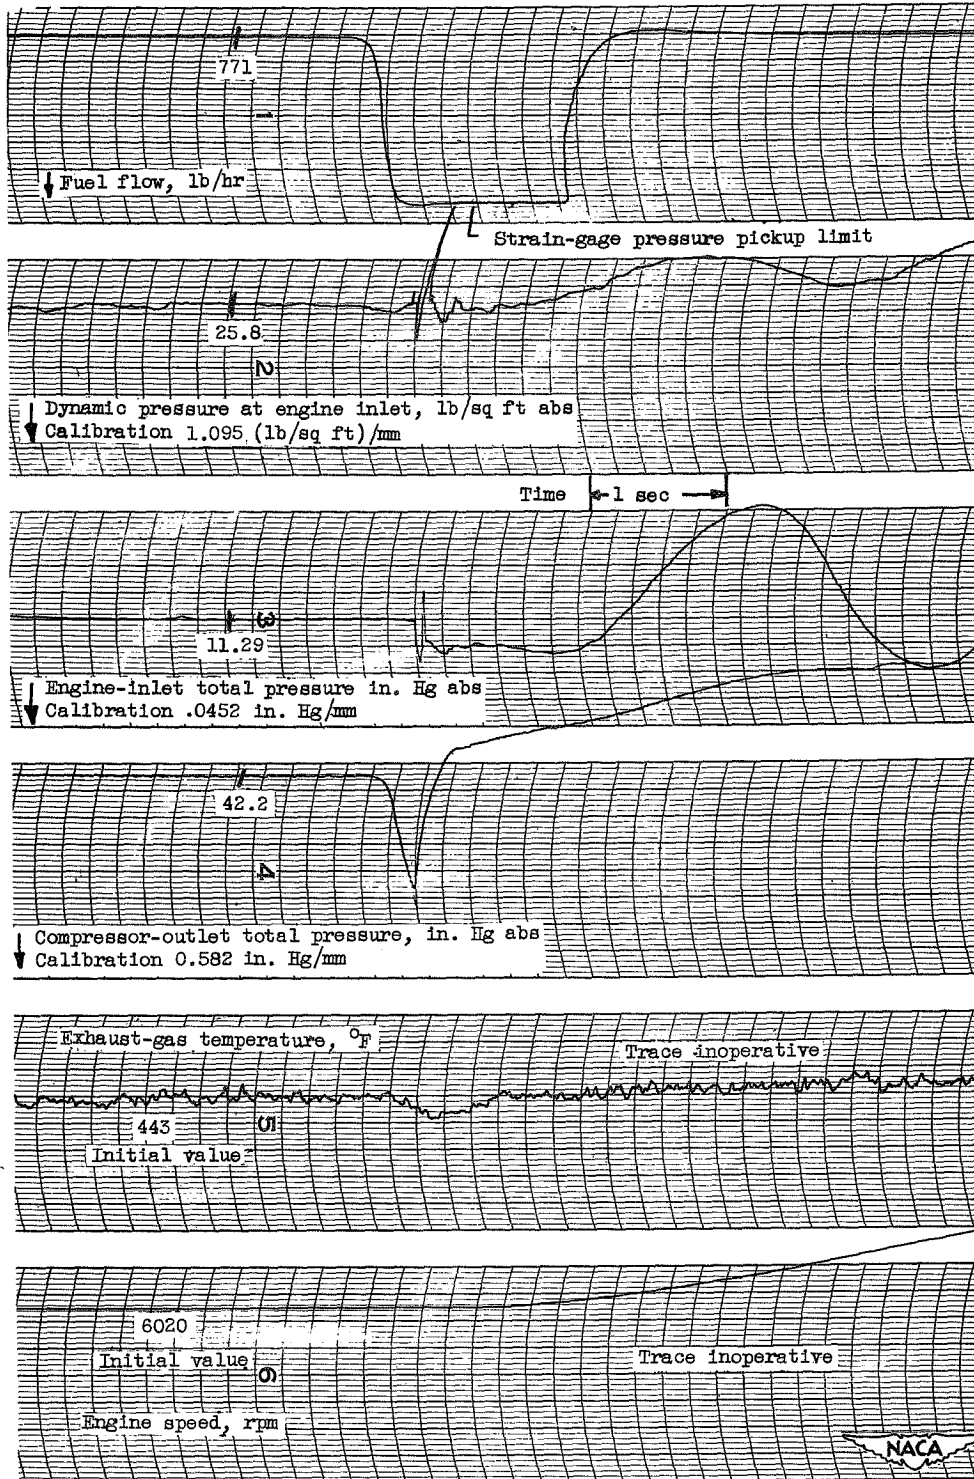 771
1
Fuel flow, lb/hr
Strain-gage pressure pickup limit
25.8
2
Dynamic pressure at engine inlet, lb/sq ft abs
Calibration 1.095 (lb/sq ft)/mm
Time 1 sec
3
11.29
Engine-inlet total pressure in. Hg abs
Calibration .0452 in. Hg/mm
42.2
4
Compressor-outlet total pressure, in. Hg abs
Calibration 0.582 in. Hg/mm
Exhaust-gas temperature, °F
Trace inoperative
443
5
Initial value
6020
Initial value
Trace inoperative
6
Engine speed, rpm
NACA